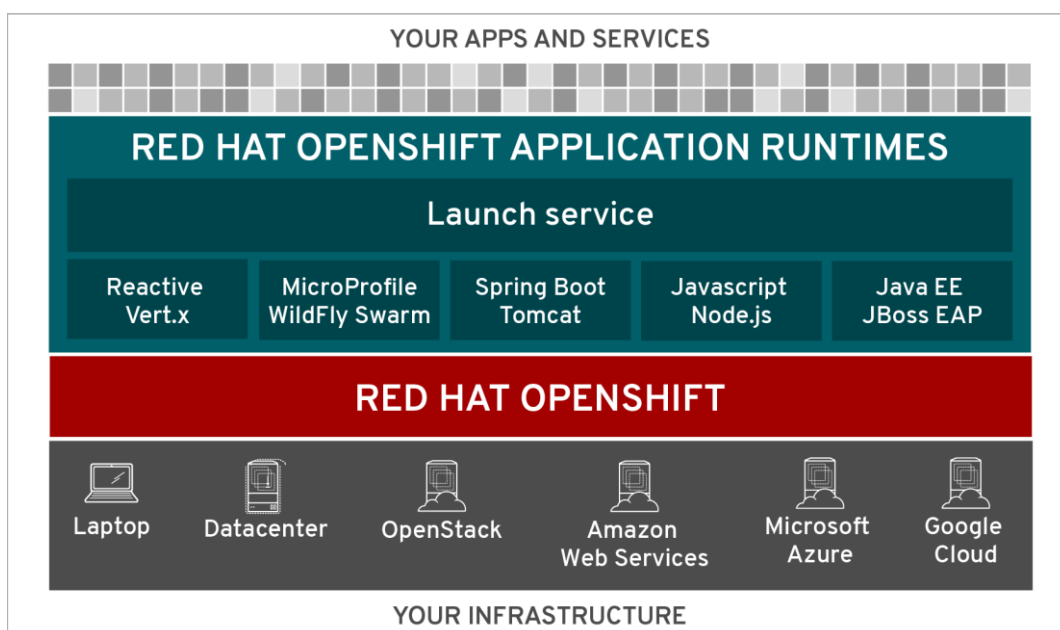 YOUR APPS AND SERVICES
RED HAT OPENSHIFT APPLICATION RUNTIMES
Launch service
Reactive
Vert.x
MicroProfile
WildFly Swarm
Spring Boot
Tomcat
Javascript
Node.js
Java EE
JBoss EAP
RED HAT OPENSHIFT
Laptop
Datacenter
OpenStack
Amazon
Web Services
Microsoft
Azure
Google
Cloud
YOUR INFRASTRUCTURE